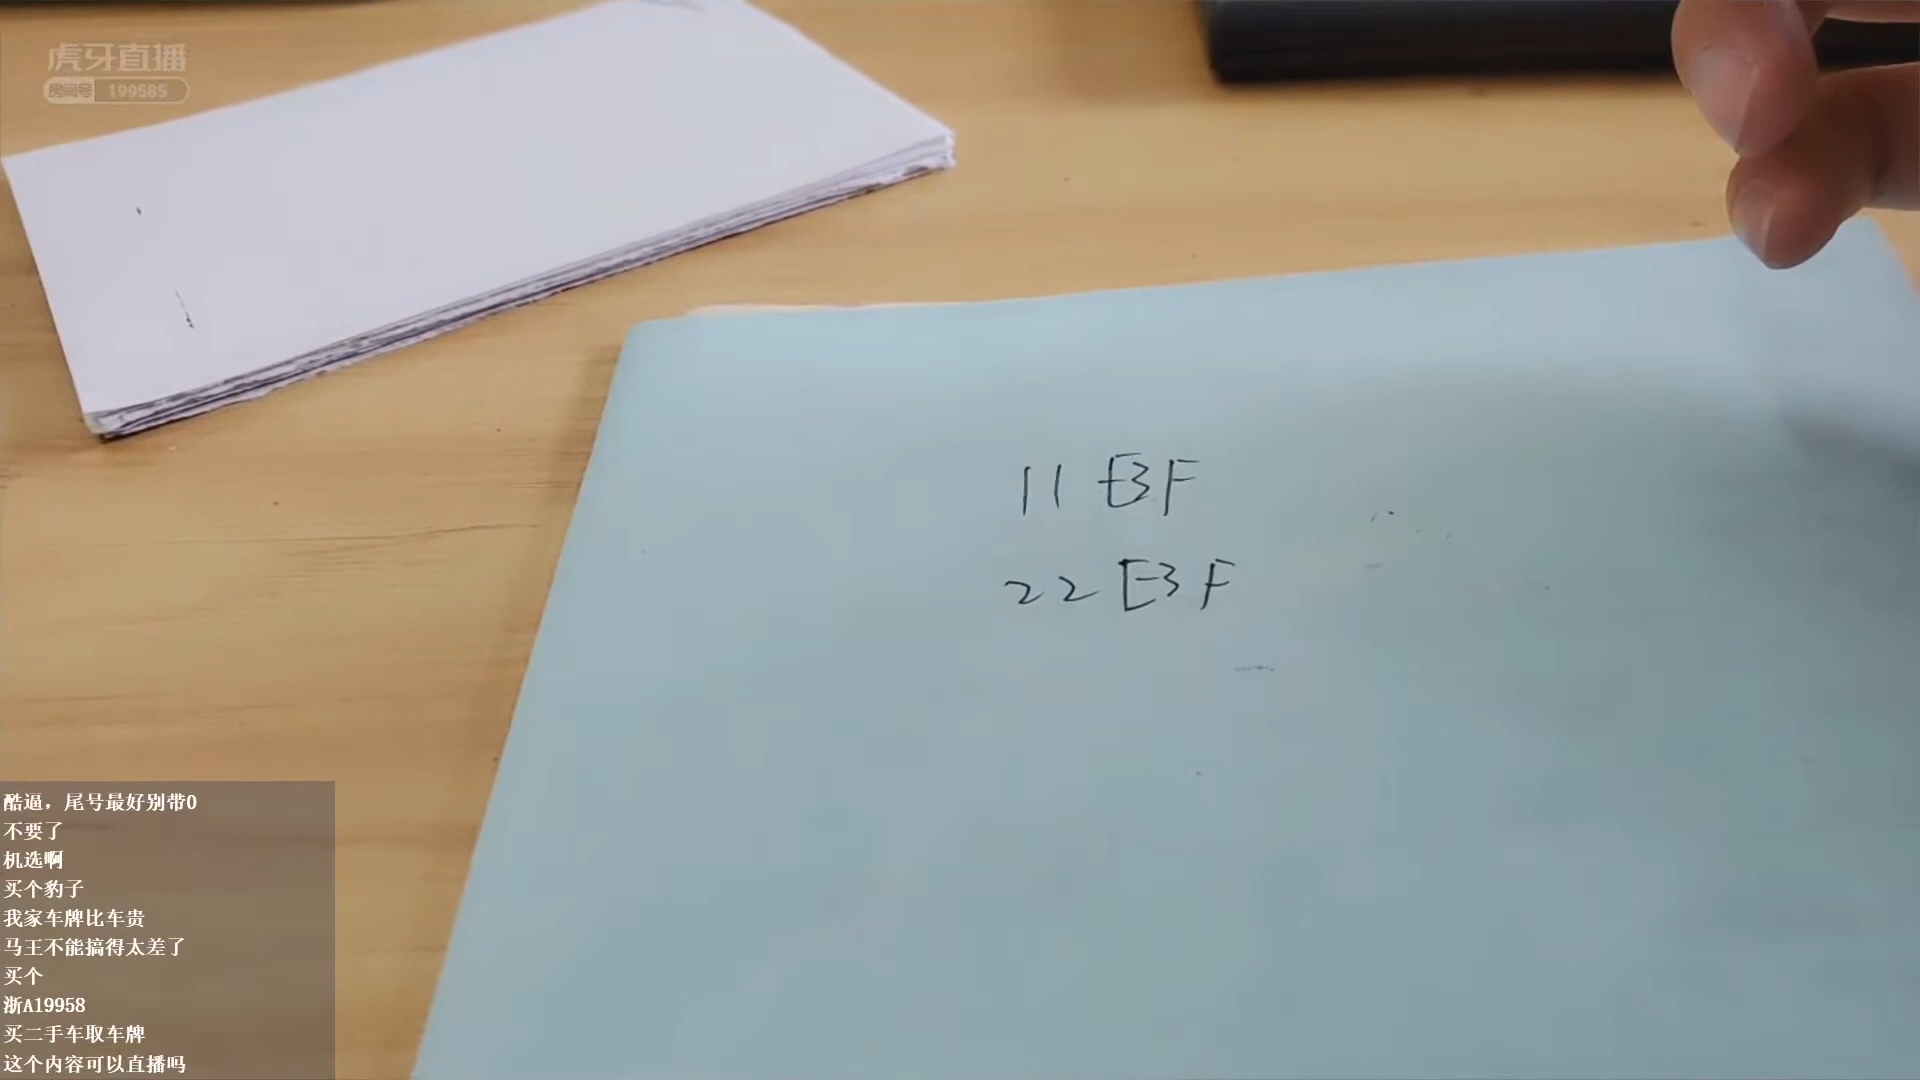 虎牙直播
房间号 199585
11 E3F
22 E3F
酷逼，尾号最好别带0
不要了
机选啊
买个豹子
我家车牌比车贵
马王不能搞得太差了
买个
浙A19958
买二手车取车牌
这个内容可以直播吗